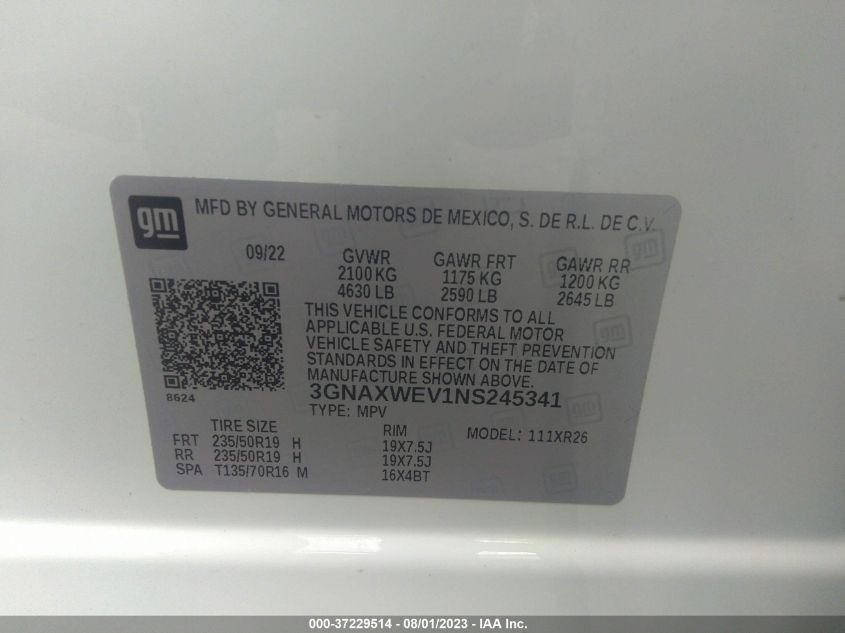 gm
MFD BY GENERAL MOTORS DE MEXICO, S. DE R.L. DE C.V.
09/22 GVWR GAWR FRT GAWR RR
2100 KG 1175 KG 1200 KG
4630 LB 2590 LB 2645 LB
THIS VEHICLE CONFORMS TO ALL
APPLICABLE U.S. FEDERAL MOTOR
VEHICLE SAFETY AND THEFT PREVENTION
STANDARDS IN EFFECT ON THE DATE OF
MANUFACTURE SHOWN ABOVE.
8624
3GNAXWEV1NS245341
TYPE: MPV
TIRE SIZE RIM MODEL: 111XR26
FRT 235/50R19 H 19X7.5J
RR 235/50R19 H 19X7.5J
SPA T135/70R16 M 16X4BT
000-37229514 - 08/01/2023 - IAA Inc.